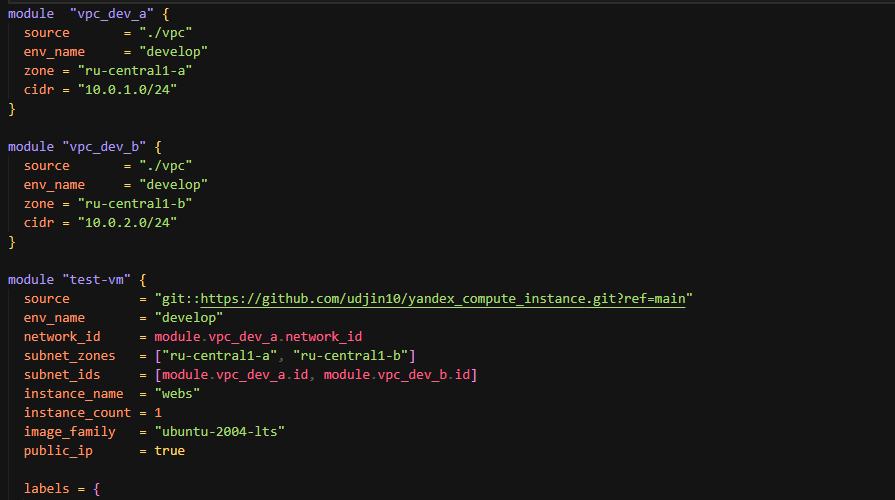 module  "vpc_dev_a" {
  source       = "./vpc"
  env_name     = "develop"
  zone = "ru-central1-a"
  cidr = "10.0.1.0/24"
}
module "vpc_dev_b" {
  source       = "./vpc"
  env_name     = "develop"
  zone = "ru-central1-b"
  cidr = "10.0.2.0/24"
}
module "test-vm" {
  source         = "git::https://github.com/udjin10/yandex_compute_instance.git?ref=main"
  env_name       = "develop"
  network_id     = module.vpc_dev_a.network_id
  subnet_zones   = ["ru-central1-a", "ru-central1-b"]
  subnet_ids     = [module.vpc_dev_a.id, module.vpc_dev_b.id]
  instance_name  = "webs"
  instance_count = 1
  image_family   = "ubuntu-2004-lts"
  public_ip      = true
  labels = {